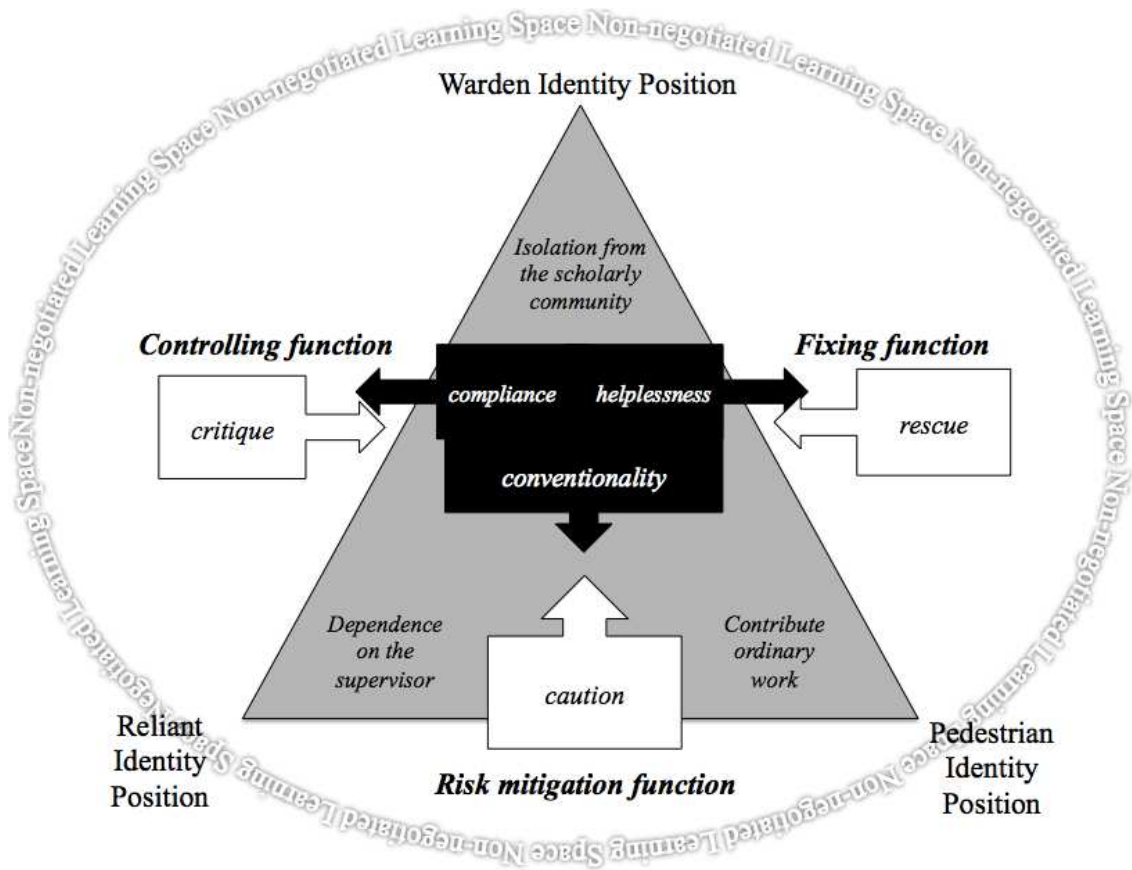 Non-negotiated Learning Space Non-negotiated Learning Space Non-negotiated Learning Space Non-negotiated Learning Space Non-negotiated Learning Space Non-negotiated Learning Space Non-Negotiated Learning Space Negotiated Learning Space
Warden Identity Position
Isolation from
the scholarly
community
Controlling function
Fixing function
compliance helplessness
critique
rescue
conventionality
Dependence
on the
supervisor
Contribute
ordinary
work
caution
Reliant
Identity
Position
Pedestrian
Identity
Position
Risk mitigation function